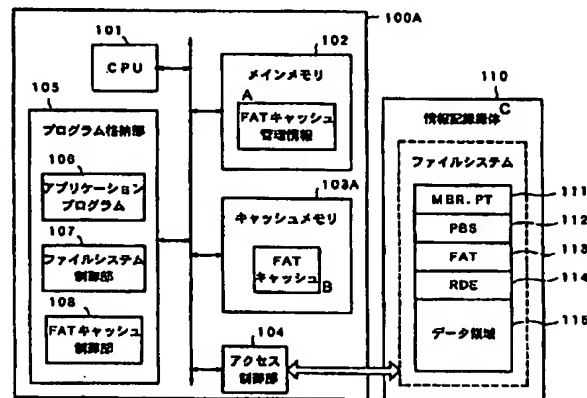 100A
101
CPU
102
メインメモリ
A
FATキャッシュ
管理情報
105
プログラム格納部
106
アプリケーション
プログラム
107
ファイルシステム
制御部
108
FATキャッシュ制御部
103A
キャッシュメモリ
FAT
キャッシュ
B
104
アクセス
制御部
110
情報記録媒体
C
ファイルシステム
MBR.PT
111
PBS
112
FAT
113
RDE
114
データ領域
115